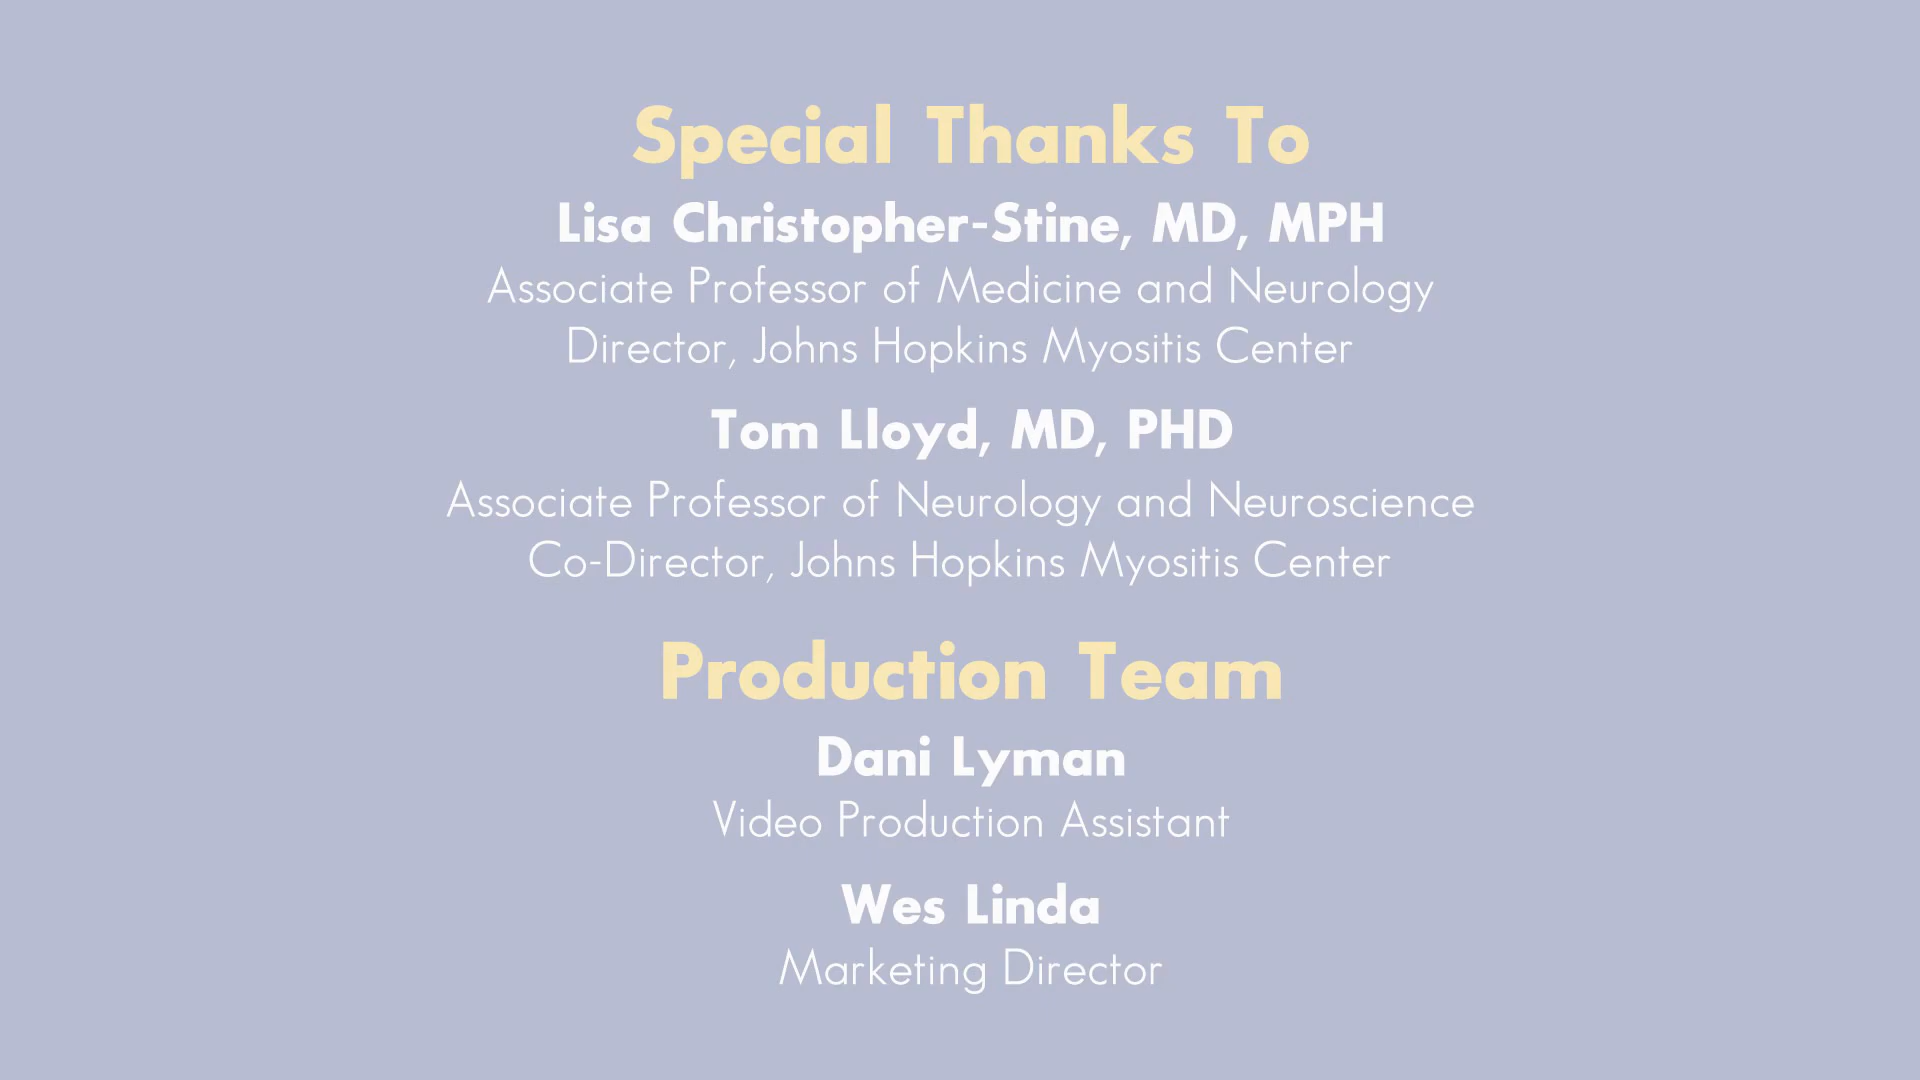 Special Thanks To
Lisa Christopher-Stine, MD, MPH
Associate Professor of Medicine and Neurology
Director, Johns Hopkins Myositis Center
Tom Lloyd, MD, PHD
Associate Professor of Neurology and Neuroscience
Co-Director, Johns Hopkins Myositis Center
Production Team
Dani Lyman
Video Production Assistant
Wes Linda
Marketing Director